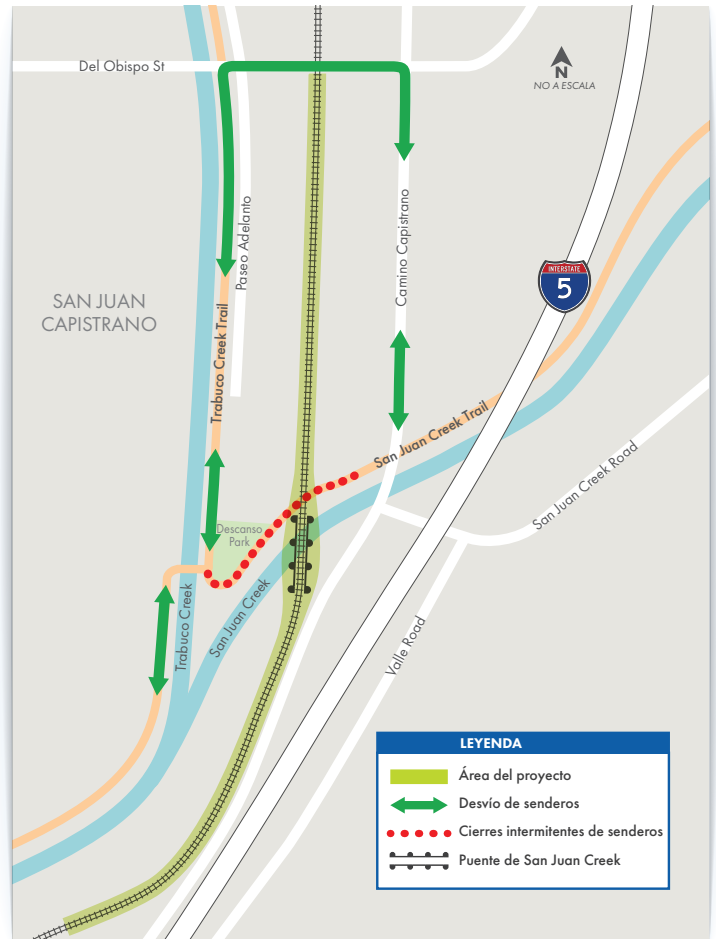 Del Obispo St
N
NO A ESCALA
Paseo Adelanto
Camino Capistrano
INTERSTATE
5
SAN JUAN
CAPISTRANO
Trabuco Creek Trail
San Juan Creek Trail
San Juan Creek Road
Descanso
Park
Trabuco Creek
San Juan Creek
Valle Road
LEYENDA
Área del proyecto
Desvío de senderos
Cierres intermitentes de senderos
Puente de San Juan Creek